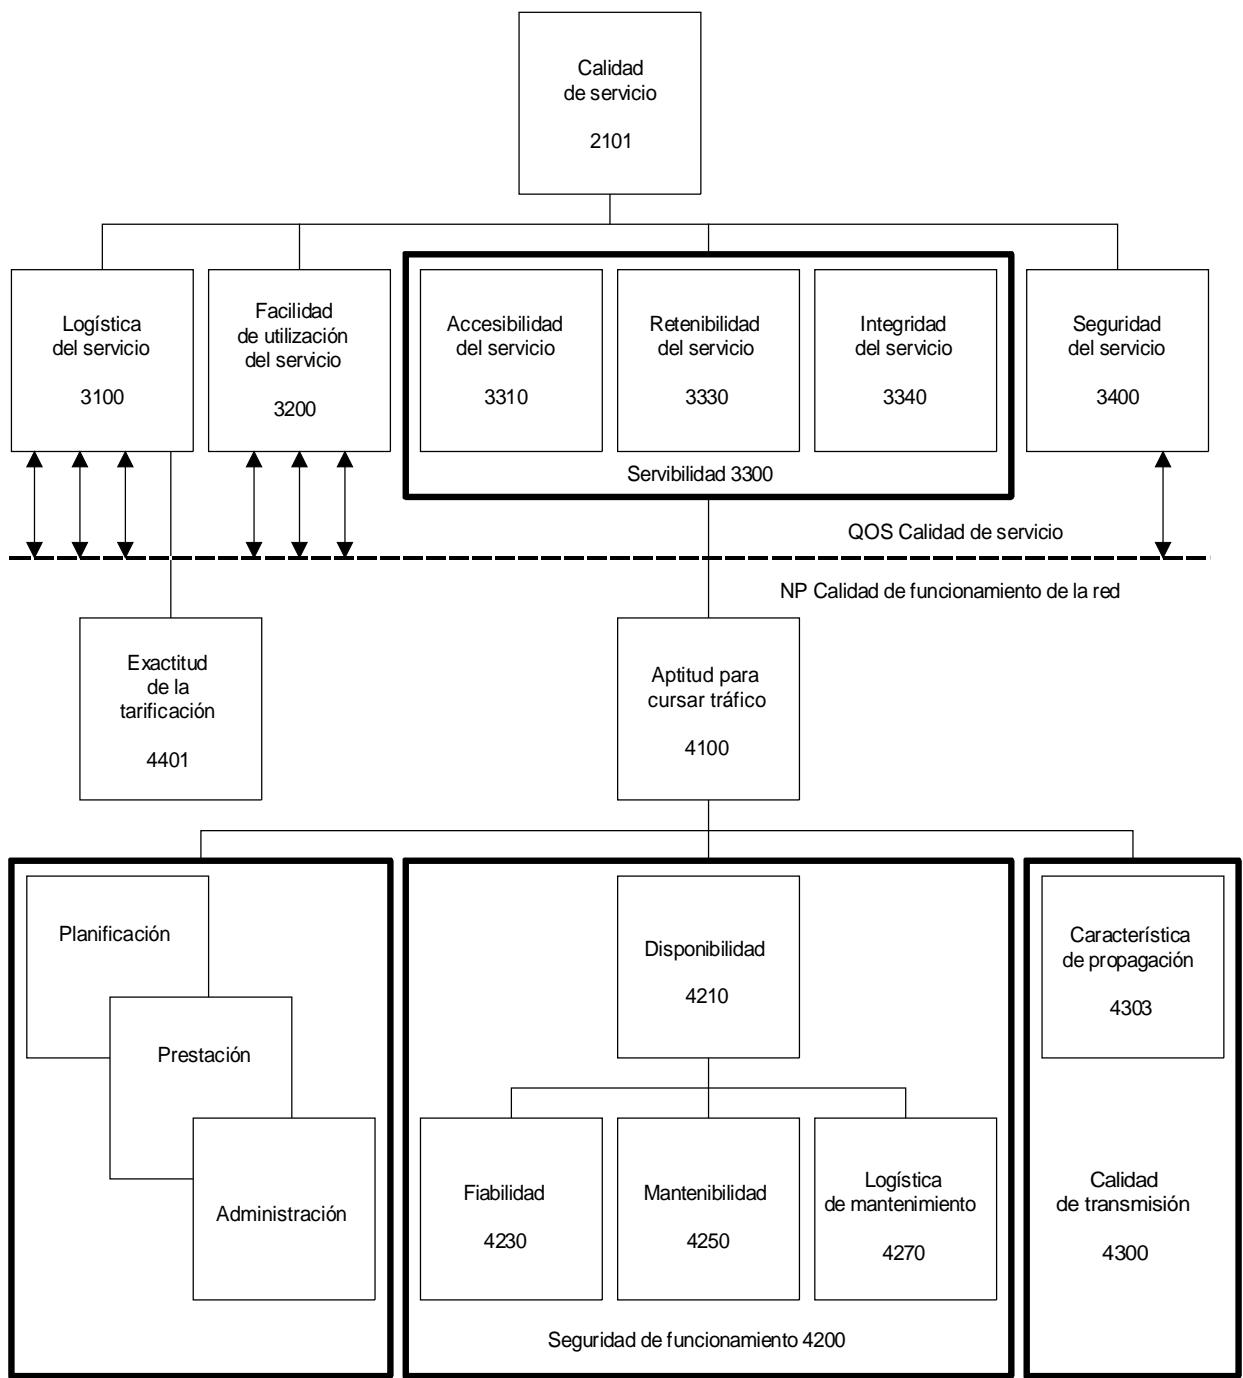 Calidad
de servicio
2101
Logística
del servicio
3100
Facilidad
de utilización
del servicio
3200
Accesibilidad
del servicio
3310
Retenibilidad
del servicio
3330
Integridad
del servicio
3340
Seguridad
del servicio
3400
Servibilidad 3300
QOS Calidad de servicio
NP Calidad de funcionamiento de la red
Exactitud
de la
tarificación
4401
Aptitud para
cursar tráfico
4100
Planificación
Prestación
Administración
Disponibilidad
4210
Fiabilidad
4230
Mantenibilidad
4250
Logística
de mantenimiento
4270
Seguridad de funcionamiento 4200
Característica
de propagación
4303
Calidad
de transmisión
4300